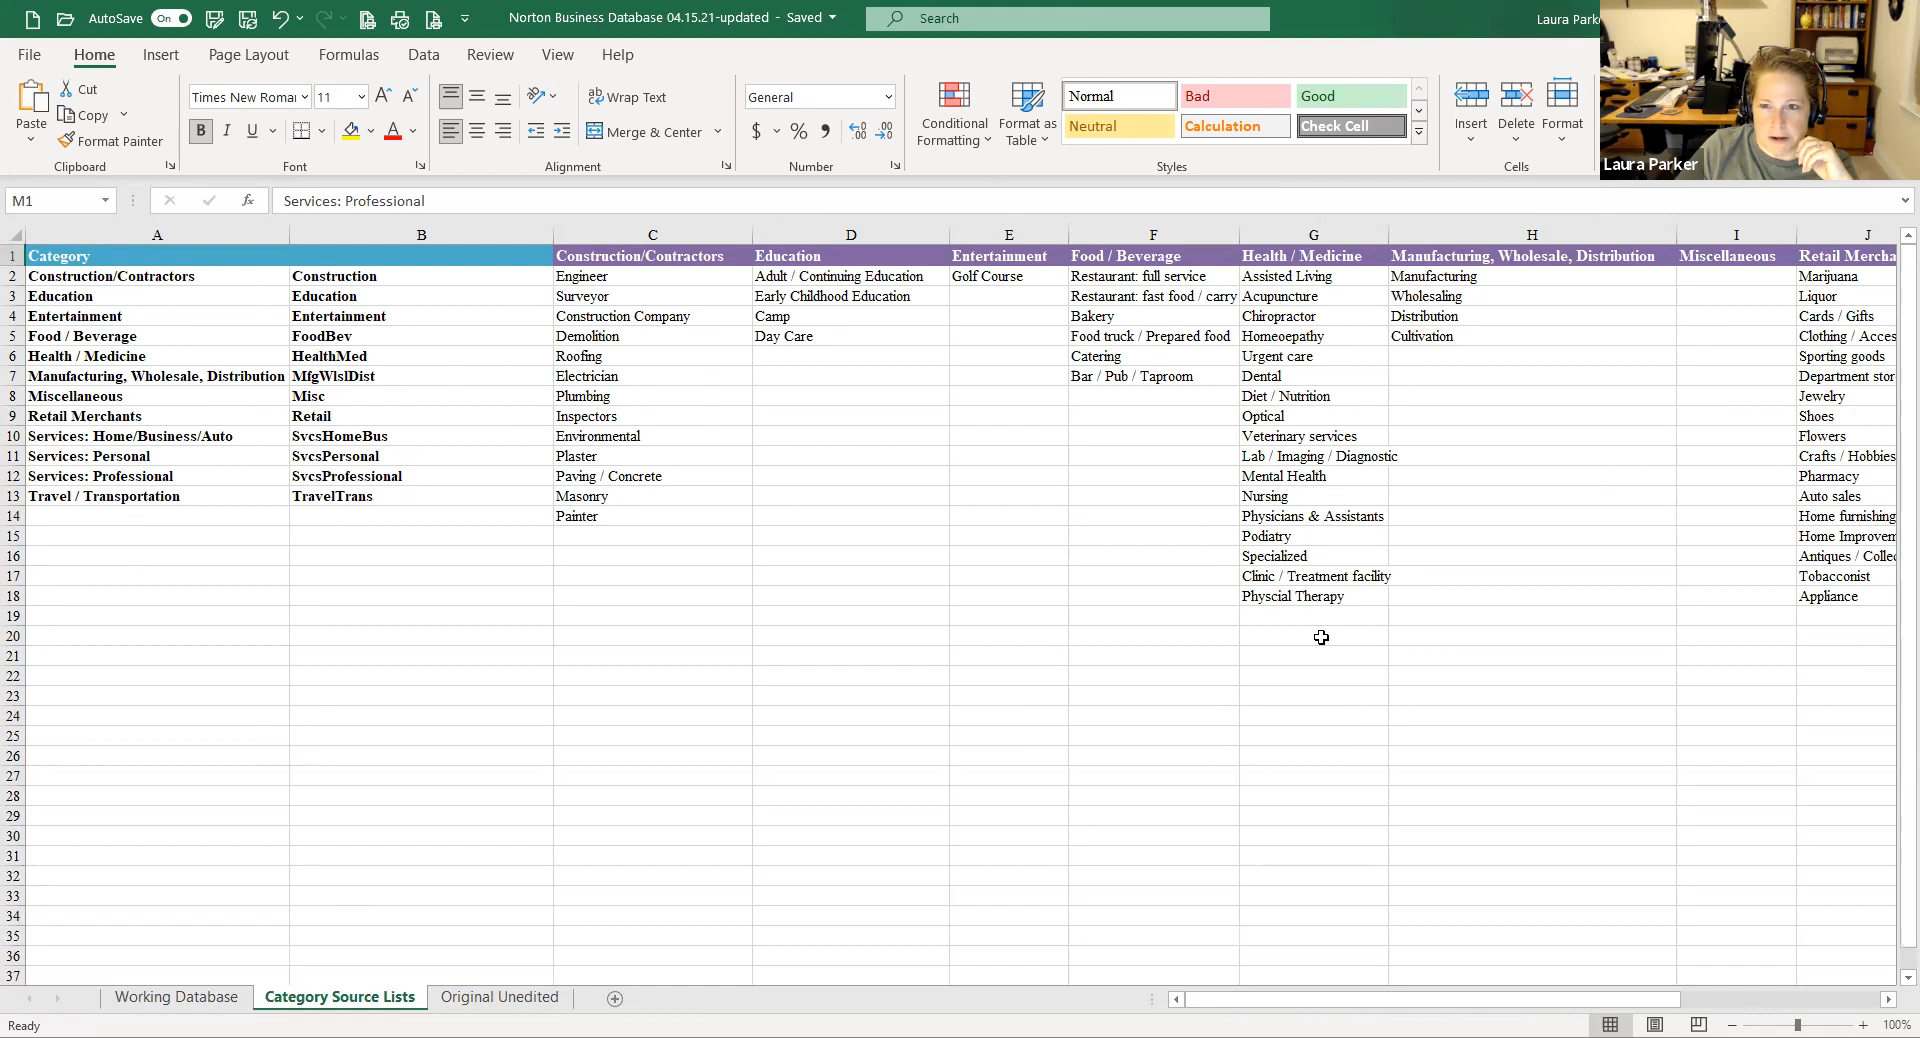 AutoSave On Norton Business Database 04.15.21-updated - Saved Search Laura Park
File Home Insert Page Layout Formulas Data Review View Help
Paste Cut Copy Format Painter
Clipboard
Times New Roma 11
B I U A
Font
Wrap Text
Merge & Center
Alignment
General
$ % ,
Number
Conditional Formatting
Format as Table
Normal Bad Good
Neutral Calculation Check Cell
Styles
Insert Delete Format
Cells
Laura Parker
M1 fx Services: Professional
A B C D E F G H I J
1 Category Construction/Contractors Education Entertainment Food / Beverage Health / Medicine Manufacturing, Wholesale, Distribution Miscellaneous Retail Mercha
2 Construction/Contractors Construction Engineer Adult / Continuing Education Golf Course Restaurant: full service Assisted Living Manufacturing Marijuana
3 Education Education Surveyor Early Childhood Education Restaurant: fast food / carry Acupuncture Wholesaling Liquor
4 Entertainment Entertainment Construction Company Camp Bakery Chiropractor Distribution Cards / Gifts
5 Food / Beverage FoodBev Demolition Day Care Food truck / Prepared food Homeoepathy Cultivation Clothing / Acces
6 Health / Medicine HealthMed Roofing Catering Urgent care Sporting goods
7 Manufacturing, Wholesale, Distribution MfgWlslDist Electrician Bar / Pub / Taproom Dental Department stor
8 Miscellaneous Misc Plumbing Diet / Nutrition Jewelry
9 Retail Merchants Retail Inspectors Optical Shoes
10 Services: Home/Business/Auto SvcsHomeBus Environmental Veterinary services Flowers
11 Services: Personal SvcsPersonal Plaster Lab / Imaging / Diagnostic Crafts / Hobbies
12 Services: Professional SvcsProfessional Paving / Concrete Mental Health Pharmacy
13 Travel / Transportation TravelTrans Masonry Nursing Auto sales
14 Painter Physicians & Assistants Home furnishing
15 Podiatry Home Improvem
16 Specialized Antiques / Collec
17 Clinic / Treatment facility Tobacconist
18 Physcial Therapy Appliance
19
20
21
22
23
24
25
26
27
28
29
30
31
32
33
34
35
36
37
Working Database Category Source Lists Original Unedited
Ready 100%